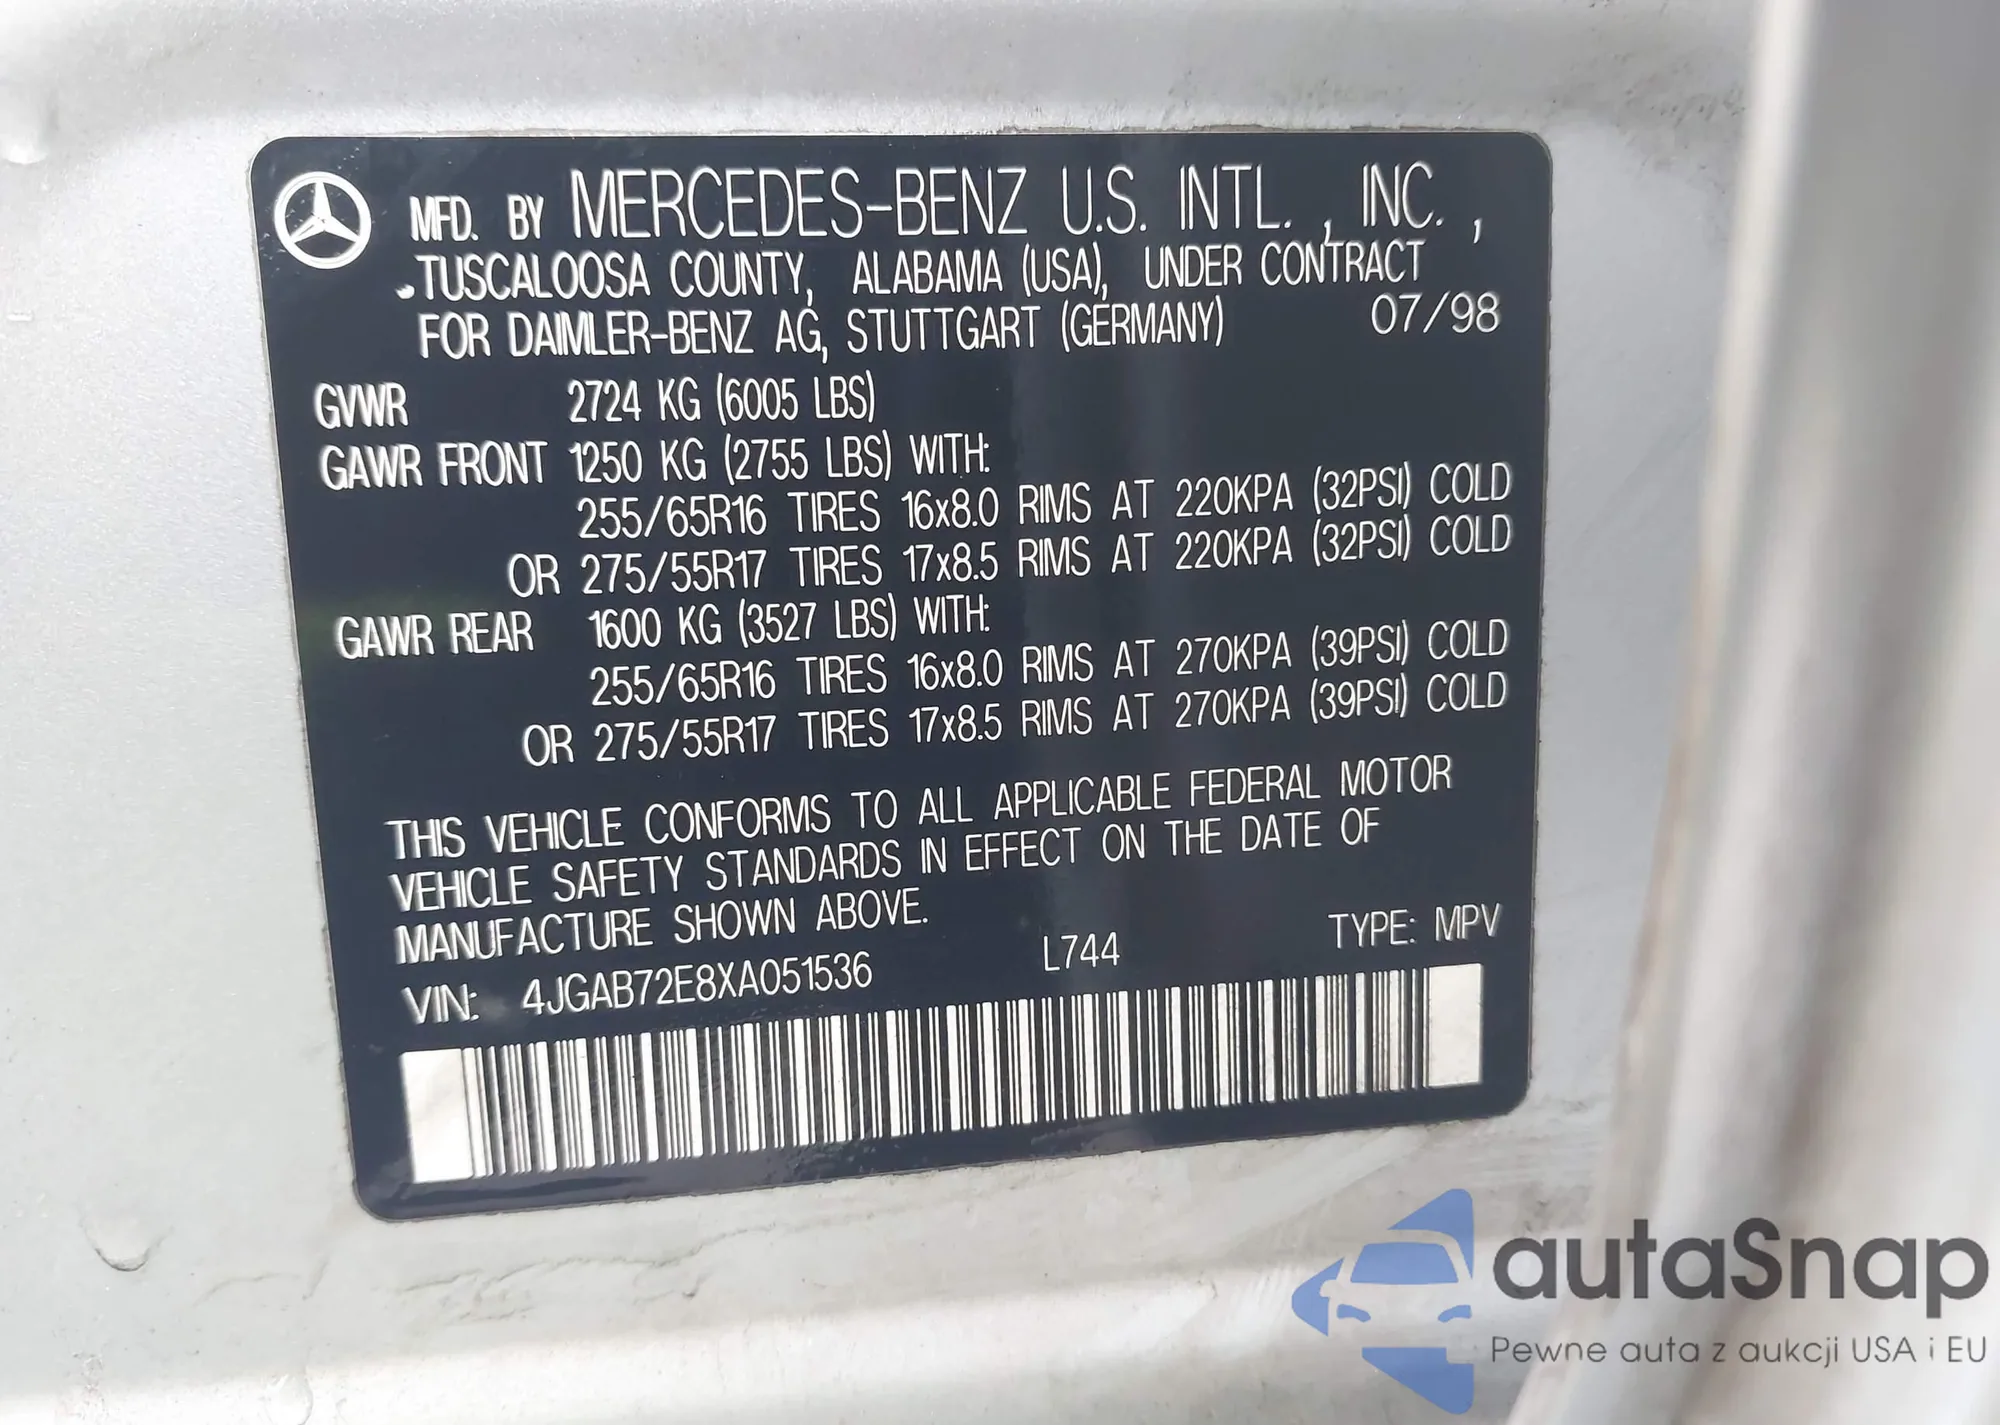 MFD. BY MERCEDES-BENZ U.S. INTL., INC.,
TUSCALOOSA COUNTY, ALABAMA (USA), UNDER CONTRACT
FOR DAIMLER-BENZ AG, STUTTGART (GERMANY) 07/98
GVWR 2724 KG (6005 LBS)
GAWR FRONT 1250 KG (2755 LBS) WITH:
255/65R16 TIRES 16x8.0 RIMS AT 220KPA (32PSI) COLD
OR 275/55R17 TIRES 17x8.5 RIMS AT 220KPA (32PSI) COLD
GAWR REAR 1600 KG (3527 LBS) WITH:
255/65R16 TIRES 16x8.0 RIMS AT 270KPA (39PSI) COLD
OR 275/55R17 TIRES 17x8.5 RIMS AT 270KPA (39PSI) COLD
THIS VEHICLE CONFORMS TO ALL APPLICABLE FEDERAL MOTOR
VEHICLE SAFETY STANDARDS IN EFFECT ON THE DATE OF
MANUFACTURE SHOWN ABOVE.
VIN: 4JGAB72E8XA051536 L744 TYPE: MPV
autaSnap
Pewne auta z aukcji USA i EU